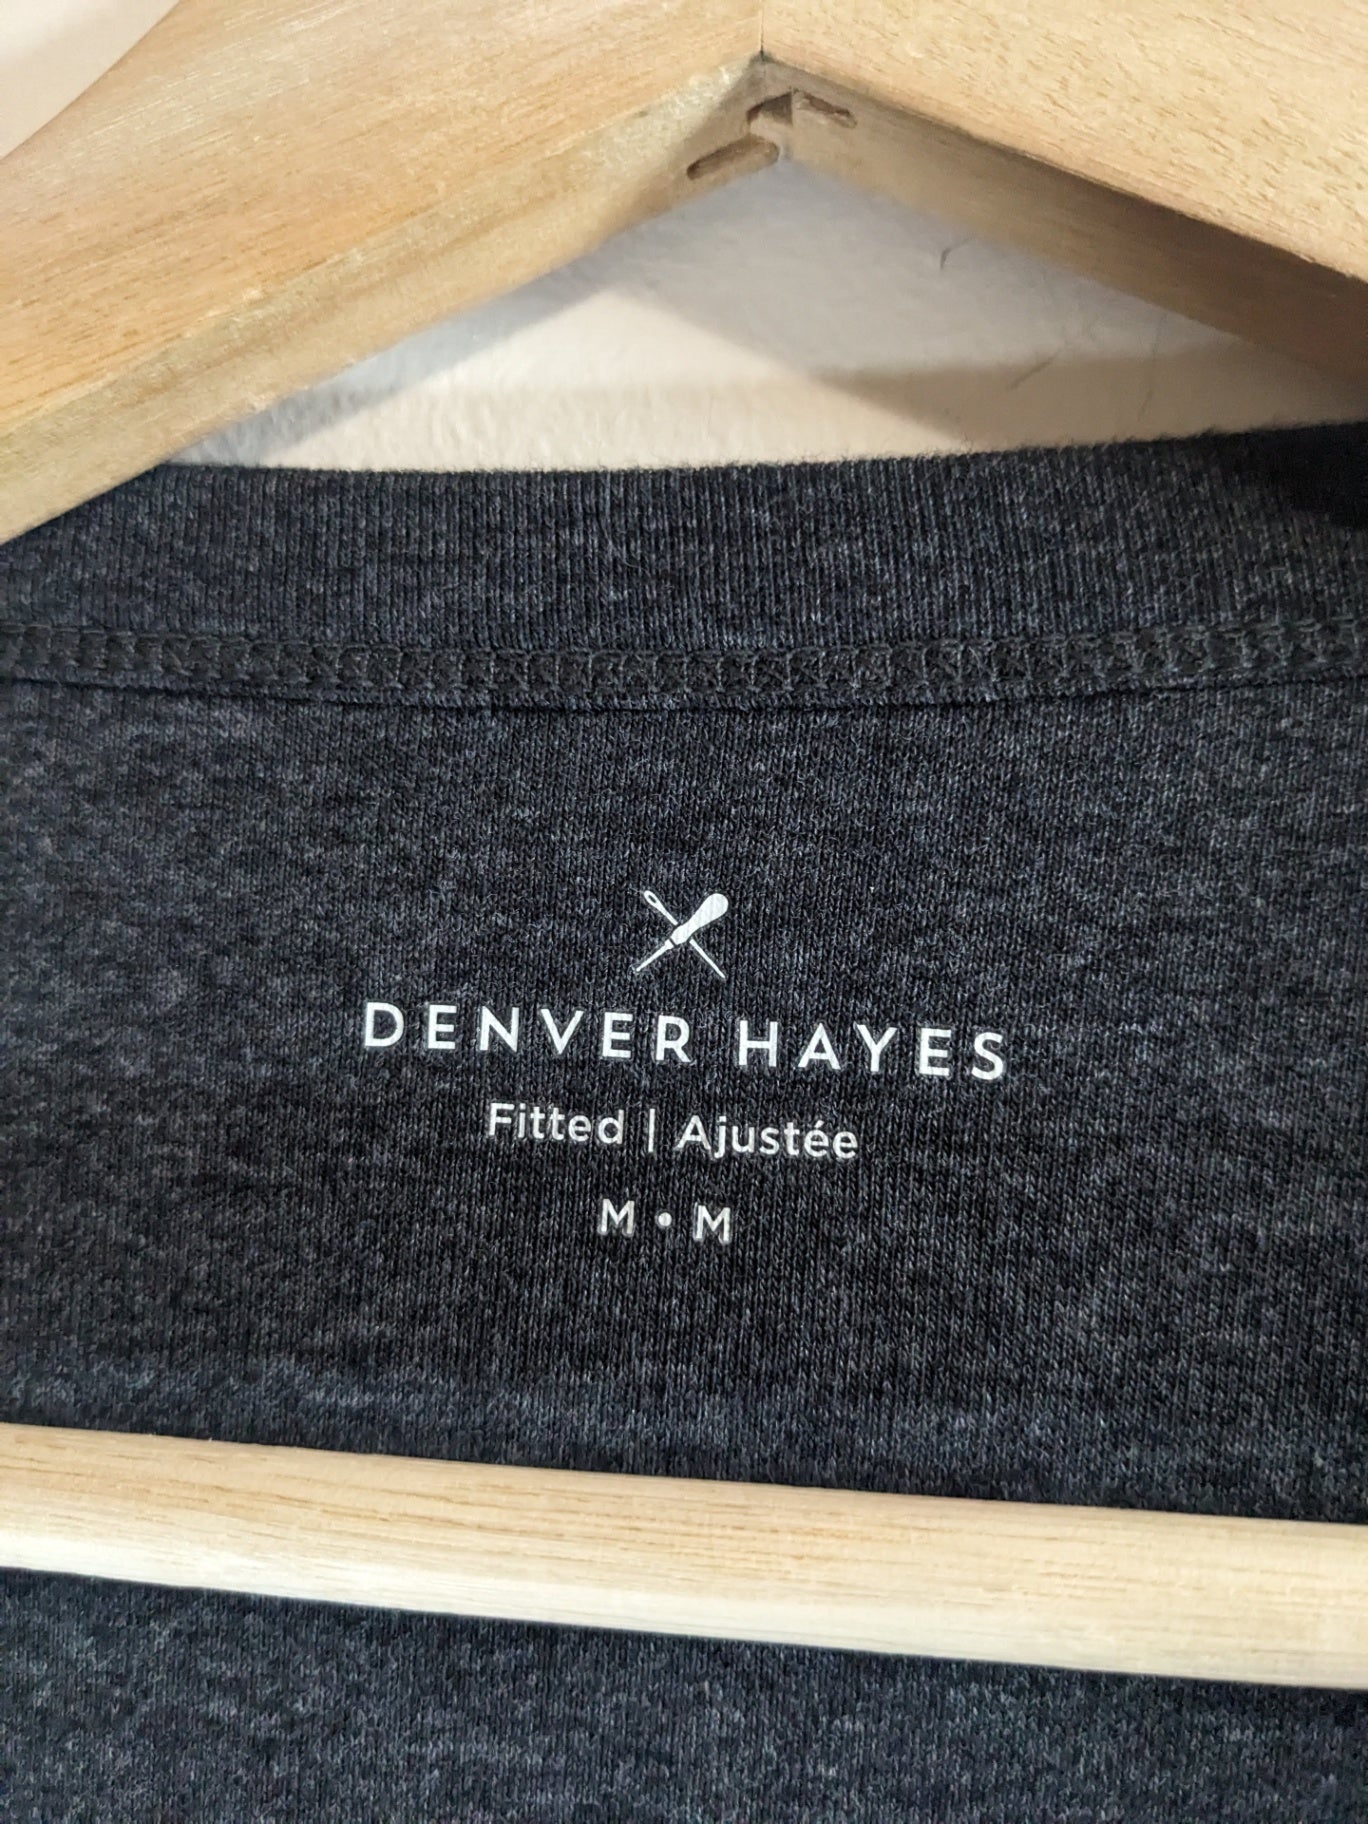 DENVER HAYES
Fitted | Ajustée
M • M